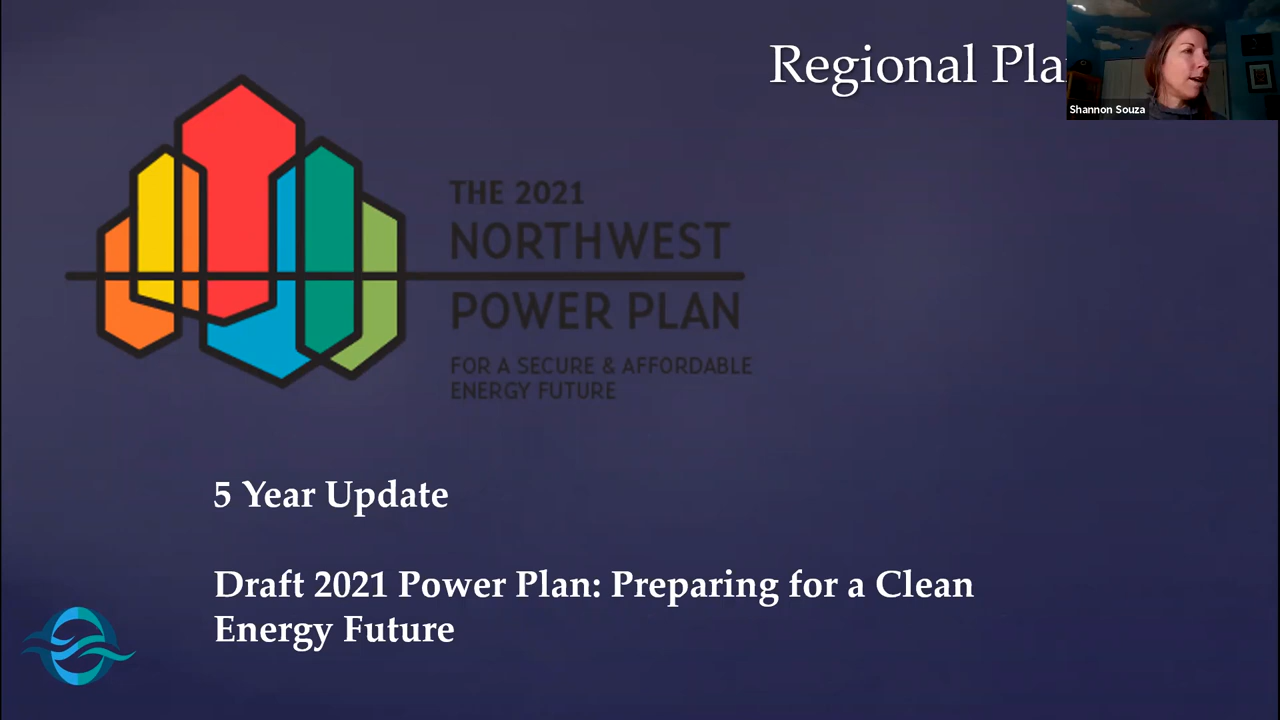 Regional Pla
Shannon Souza
THE 2021
NORTHWEST
POWER PLAN
FOR A SECURE & AFFORDABLE
ENERGY FUTURE
5 Year Update
Draft 2021 Power Plan: Preparing for a Clean
Energy Future